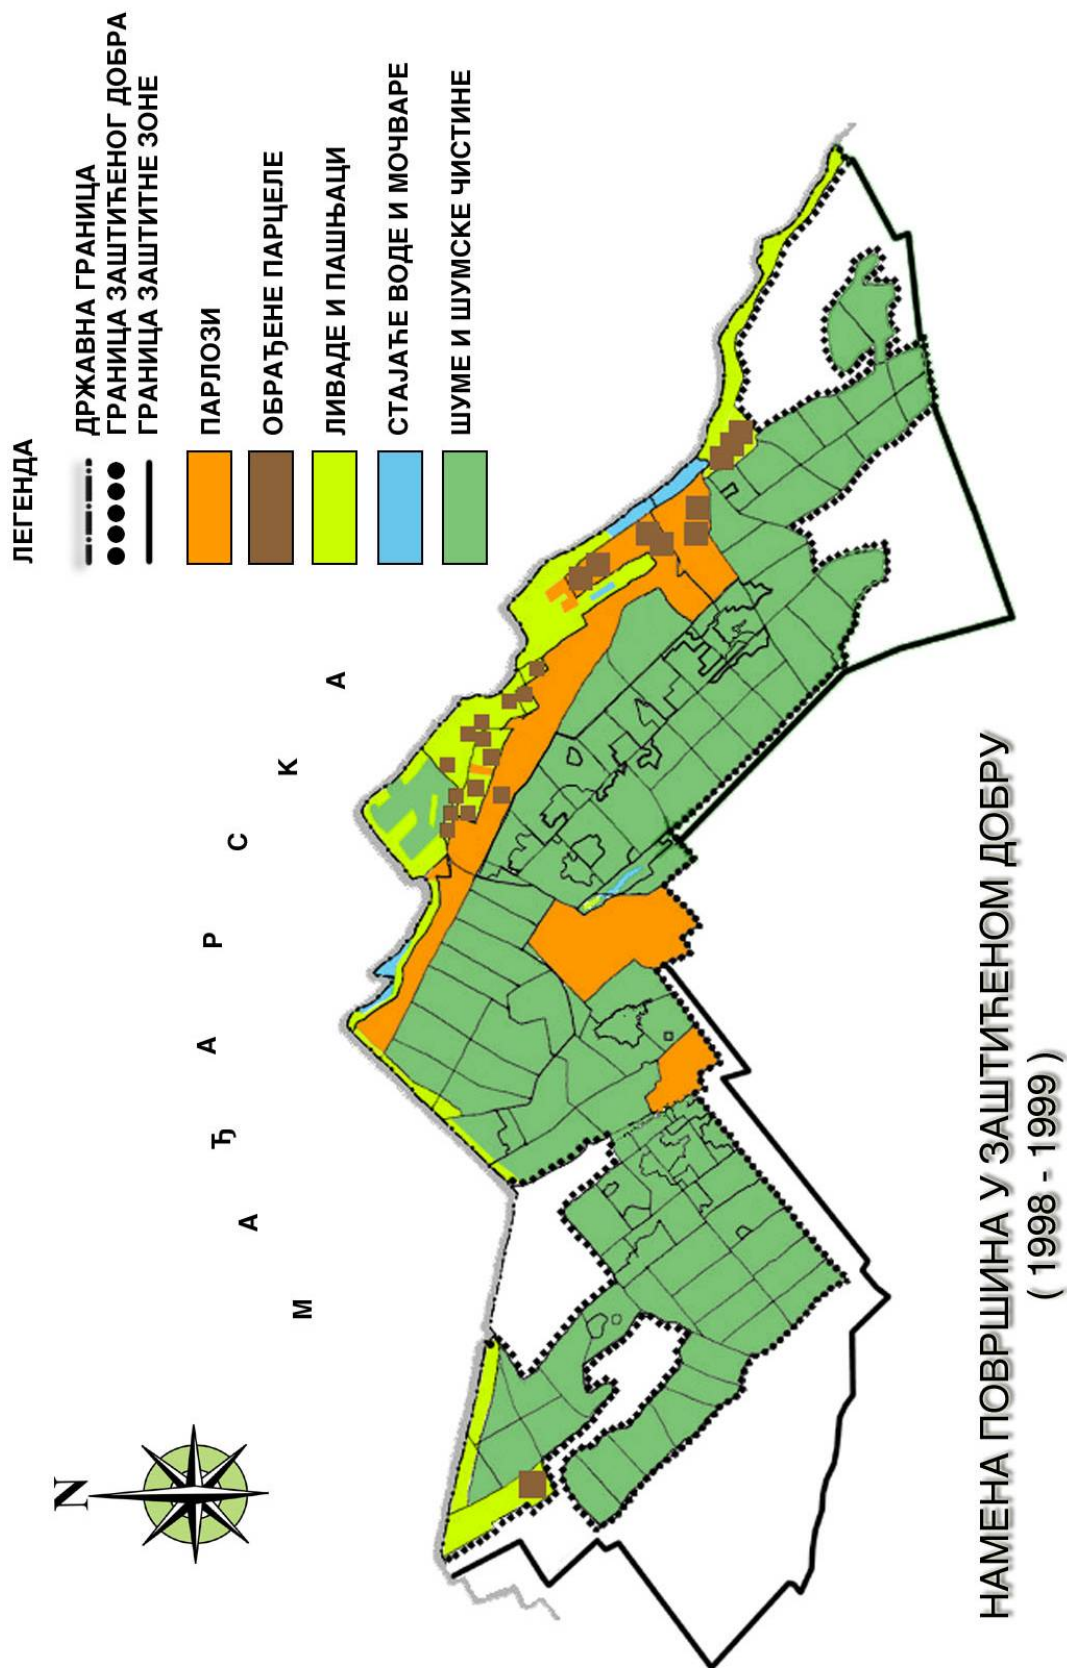 ЛЕГЕНДА
ДРЖАВНА ГРАНИЦА
ГРАНИЦА ЗАШТИЋЕНОГ ДОБРА
ГРАНИЦА ЗАШТИТНЕ ЗОНЕ
ПАРЛОЗИ
ОБРАЂЕНЕ ПАРЦЕЛЕ
ЛИВАДЕ И ПАШЊАЦИ
СТАЈАЋЕ ВОДЕ И МОЧВАРЕ
ШУМЕ И ШУМСКЕ ЧИСТИНЕ
N
М А Ђ А Р С К А
НАМЕНА ПОВРШИНА У ЗАШТИЋЕНОМ ДОБРУ
( 1998 - 1999 )